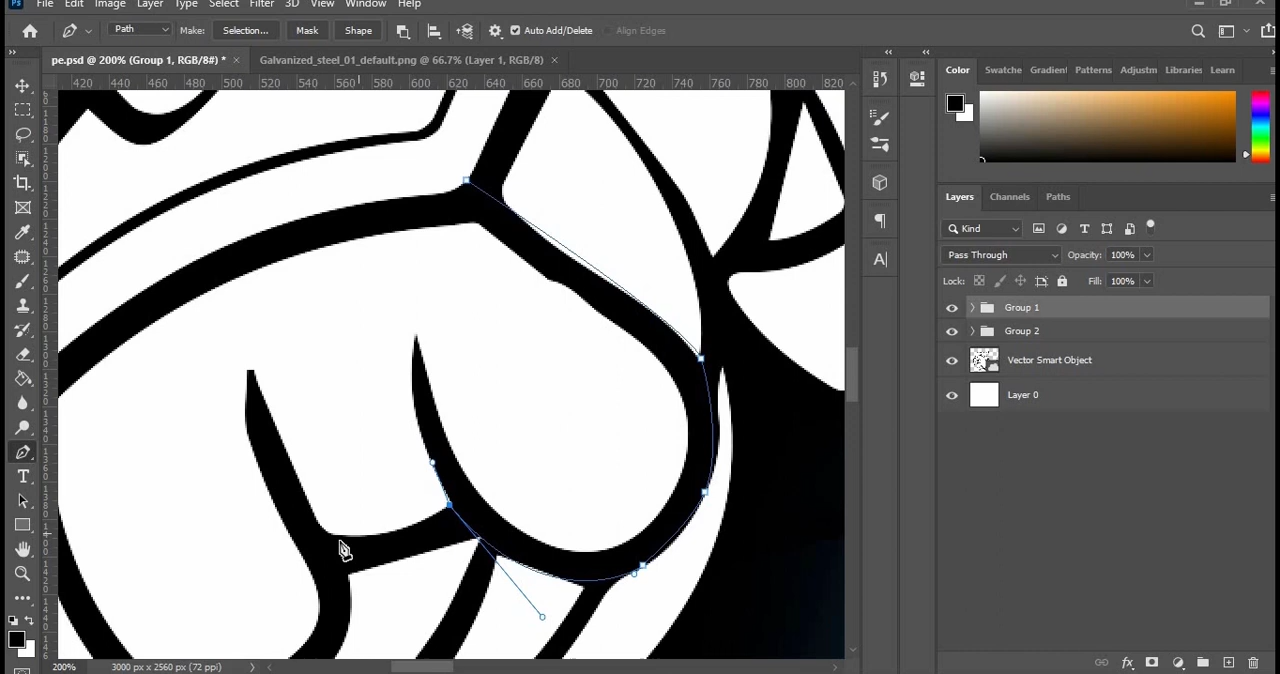 Ps File Edit Image Layer Type Select Filter 3D View Window Help
Path Make: Selection... Mask Shape Auto Add/Delete Align Edges
pe.psd @ 200% (Group 1, RGB/8#) * × Galvanized_steel_01_default.png @ 66.7% (Layer 1, RGB/8) ×
420 440 460 480 500 520 540 560 580 600 620 640 660 680 700 720 740 760 780 800 820
Color Swatche Gradient Patterns Adjustm Libraries Learn
Layers Channels Paths
Kind
Pass Through Opacity: 100%
Lock: Fill: 100%
Group 1
Group 2
Vector Smart Object
Layer 0
200% 3000 px x 2560 px (72 ppi)